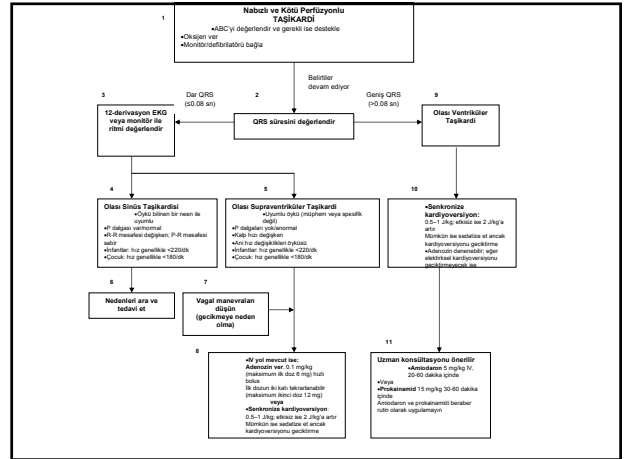 1
Nabızlı ve Kötü Perfüzyonlu
TAŞİKARDİ
•ABC'yi değerlendir ve gerekli ise destekle
•Oksijen ver
•Monitör/defibrilatörü bağla
Belirtiler
devam ediyor
3
Dar QRS
(≤0.08 sn)
2
Geniş QRS
(>0.08 sn)
9
12-derivasyon EKG
veya monitör ile
ritmi değerlendir
QRS süresini değerlendir
Olası Ventriküler
Taşikardi
4
Olası Sinüs Taşikardisi
•Öykü bilinen bir neen ile
uyumlu
•P dalgası var/normal
•R-R mesafesi değişken; P-R mesafesi
sabir
•İnfantlar: hız genellikle <220/dk
•Çocuk: hız genellikle <180/dk
5
Olası Supraventriküler Taşikardi
•Uyumlu öykü (müphem veya spesifik
değil)
•P dalgaları yok/anormal
•Kalp hızı değişken
•Ani hız değişiklikleri öyküsü
•İnfantlar: hız genellikle <220/dk
•Çocuk: hız genellikle <180/dk
10
•Senkronize
kardiyoversion:
0.5–1 J/kg; etkisiz ise 2 J/kg'a
artır
Mümkün ise sedatize et ancak
kardiyoversionu geciktirme
•Adenozin denenebilir; eğer
elektirksel kardiyoversionu
geciktirmeyecek ise
6
Nedenleri ara ve
tedavi et
7
Vagal manevraları
düşün
(gecikmeye neden
olma)
8
•IV yol mevcut ise:
Adenozin ver. 0.1 mg/kg
(maksimum ilk doz 6 mg) hızlı
bolus
İlk dozun iki katı tekrarlanabilir
(maksimum ikinci doz 12 mg)
veya
•Senkronize kardiyoversion:
0.5–1 J/kg; etkisiz ise 2 J/kg'a artır
Mümkün ise sedatize et ancak
kardiyoversionu geciktirme
11
Uzman konsültasyonu önerilir
•Amiodaron 5 mg/kg IV,
20-60 dakika içinde
•Veya
•Prokainamid 15 mg/kg 30-60 dakika
içinde
Amiodaron ve prokainamidi beraber
rutin olarak uygulamayın